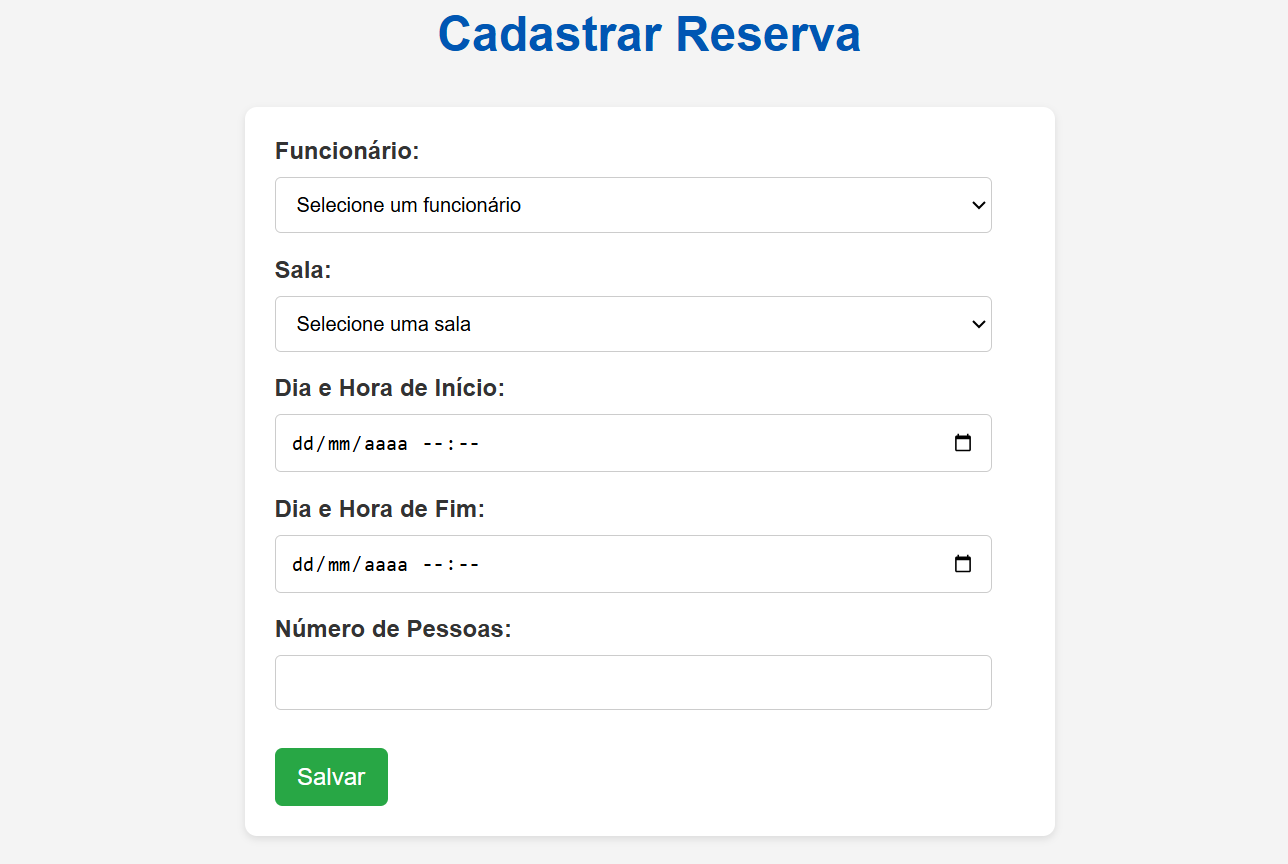 Cadastrar Reserva
Funcionário:
Selecione um funcionário
Sala:
Selecione uma sala
Dia e Hora de Início:
dd/mm/aaaa --:--
Dia e Hora de Fim:
dd/mm/aaaa --:--
Número de Pessoas:
Salvar